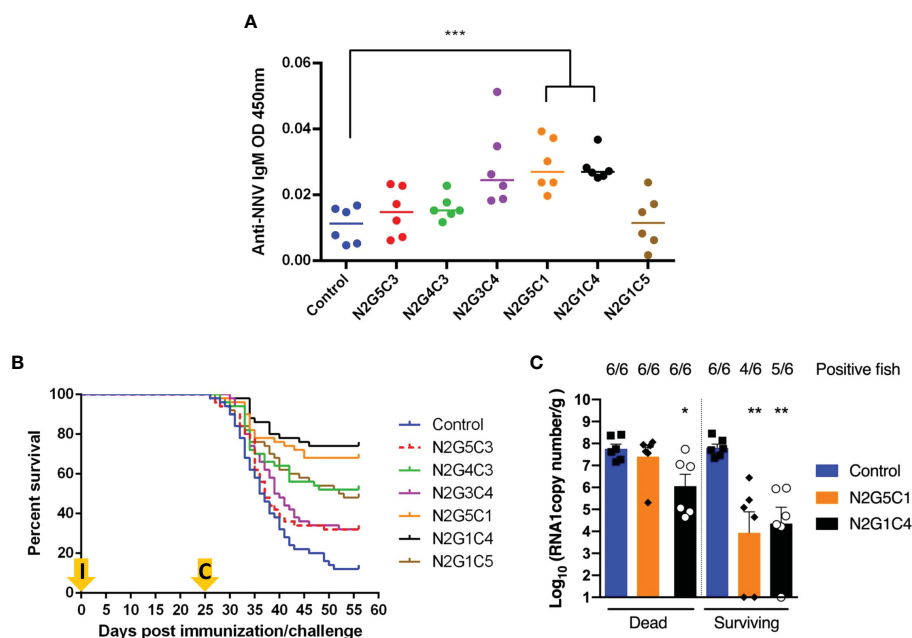 A
***
Anti-NNV IgM OD 450nm
0.06
0.04
0.02
0.00
Control
N2G5C3
N2G4C3
N2G3C4
N2G5C1
N2G1C4
N2G1C5
B
Percent survival
100
80
60
40
20
0
I
C
0 5 10 15 20 25 30 35 40 45 50 55 60
Days post immunization/challenge
Control
N2G5C3
N2G4C3
N2G3C4
N2G5C1
N2G1C4
N2G1C5
C
6/6 6/6 6/6 6/6 4/6 5/6 Positive fish
* ** **
Log10 (RNA1copy number/g )
10
9
8
7
6
5
4
3
2
1
Dead
Surviving
Control
N2G5C1
N2G1C4